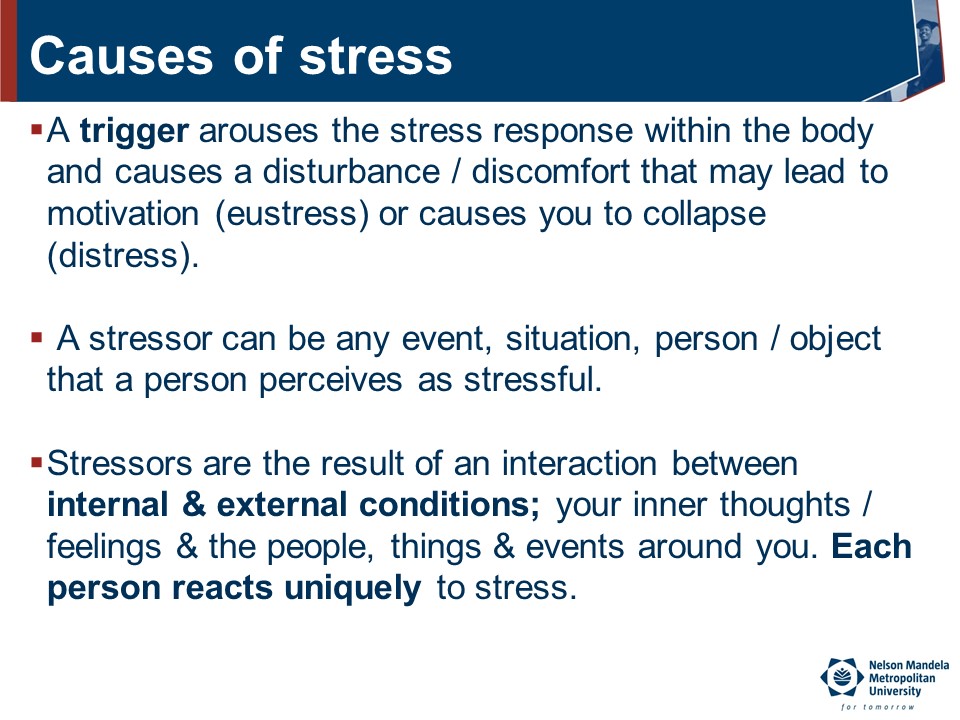 Causes of stress
▪A trigger arouses the stress response within the body
and causes a disturbance / discomfort that may lead to
motivation (eustress) or causes you to collapse
(distress).
▪ A stressor can be any event, situation, person / object
that a person perceives as stressful.
▪Stressors are the result of an interaction between
internal & external conditions; your inner thoughts /
feelings & the people, things & events around you. Each
person reacts uniquely to stress.
Nelson Mandela
Metropolitan
University
for tomorrow